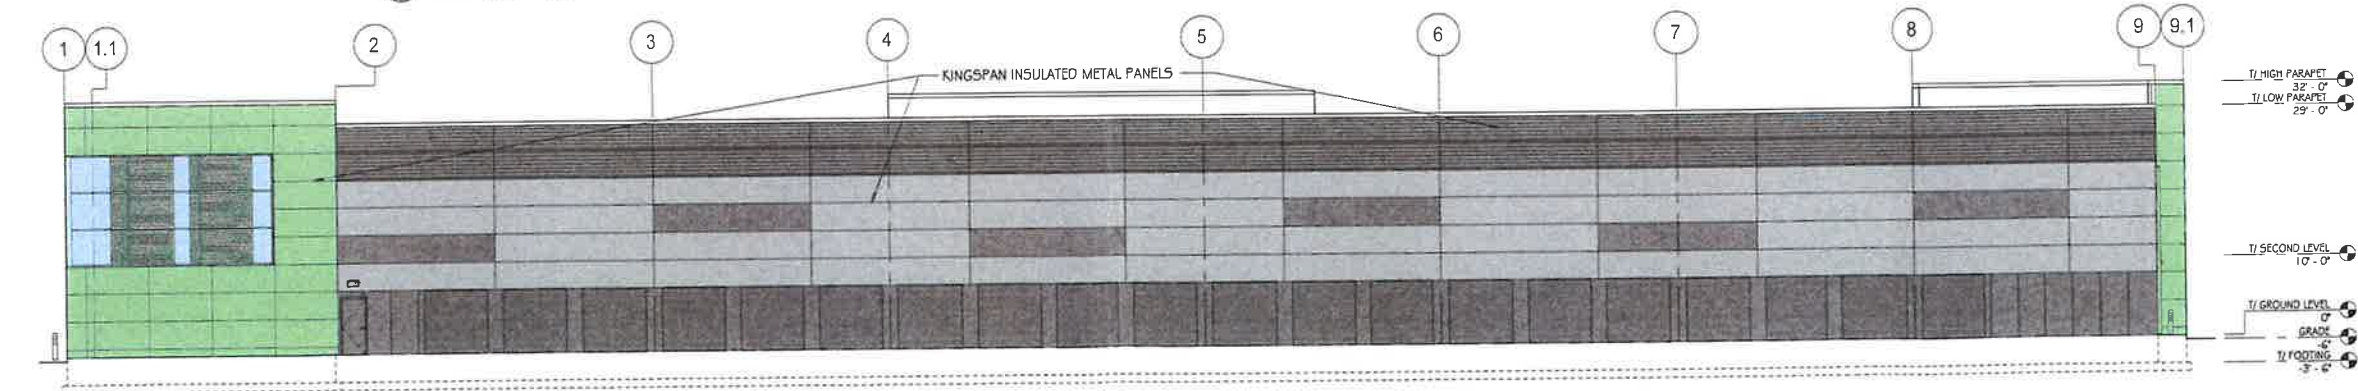 1 1.1 2 3 4 5 6 7 8 9 9.1
KINGSPAN INSULATED METAL PANELS
T/ HIGH PARAPET
32' - 0"
T/ LOW PARAPET
29' - 0"
T/ SECOND LEVEL
10' - 0"
T/ GROUND LEVEL
0"
GRADE
-6"
T/ FOOTING
-3' - 6"